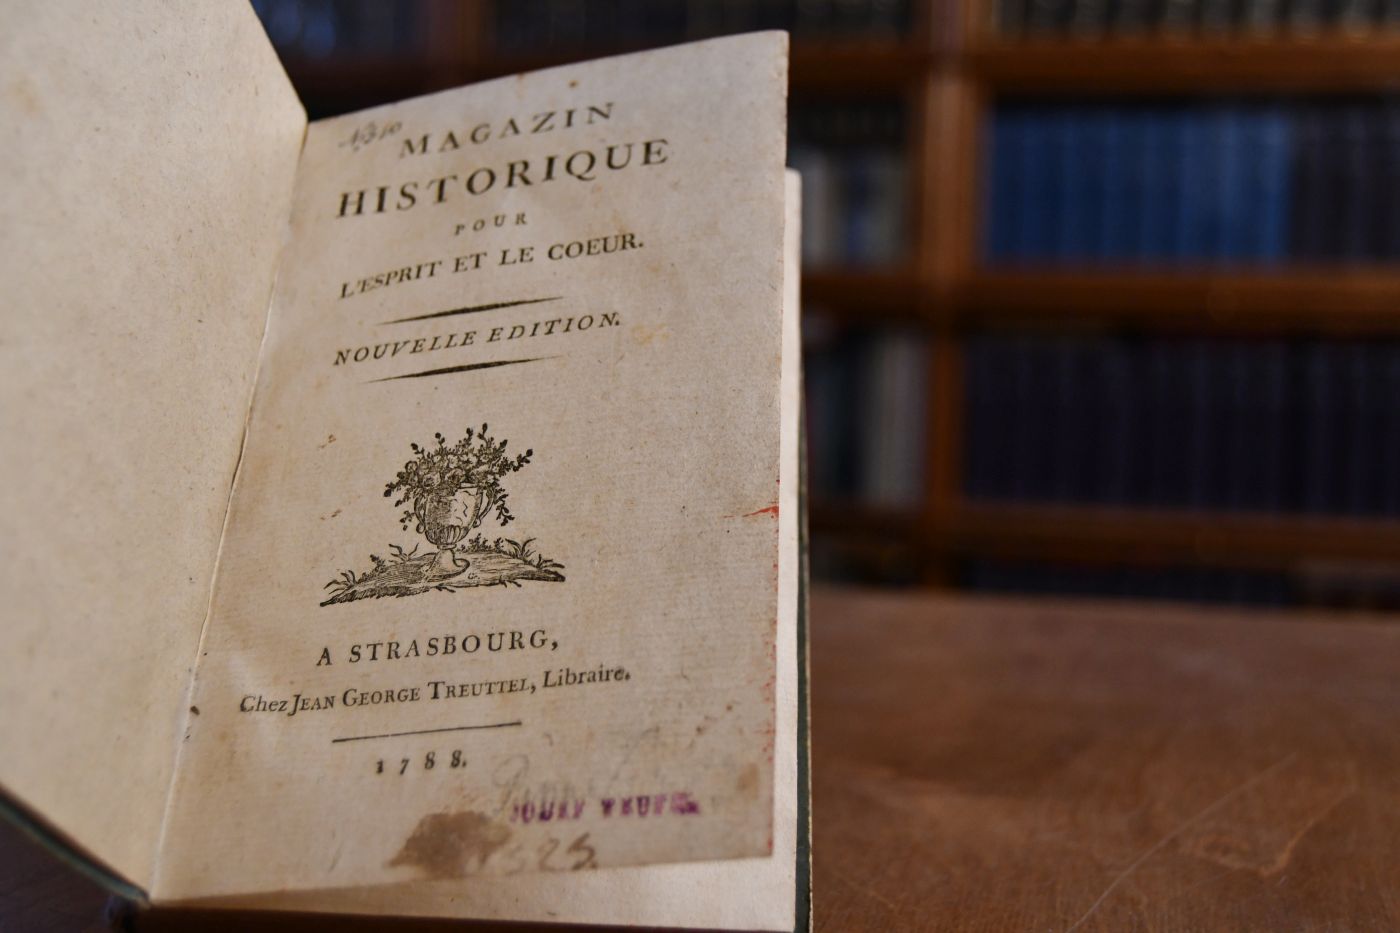 MAGAZIN
HISTORIQUE
POUR
L'ESPRIT ET LE COEUR.
NOUVELLE EDITION.
A STRASBOURG,
Chez JEAN GEORGE TREUTTEL, Libraire.
1788.